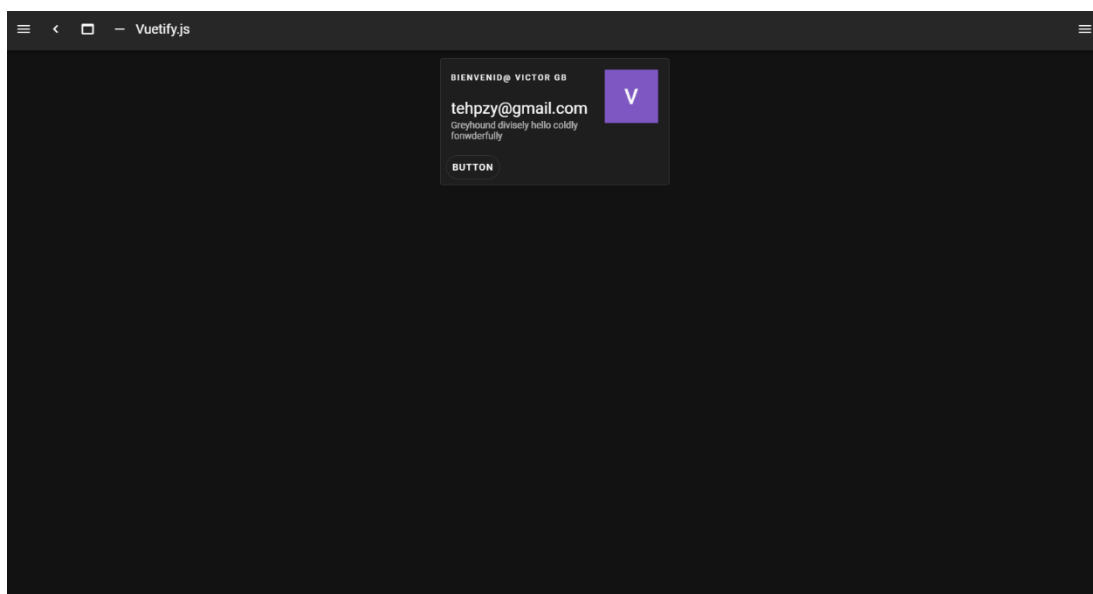 Vuetify.js
BIENVENID@ VICTOR GB
V
tehpzy@gmail.com
Greyhound divisely hello coldly
fonwderfully
BUTTON